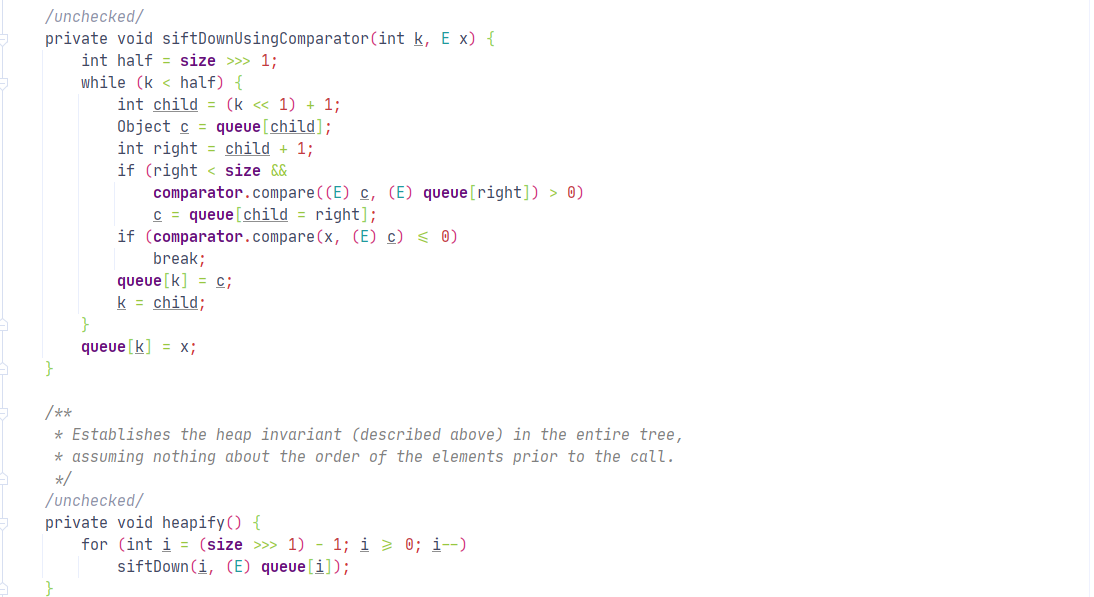 /unchecked/
private void siftDownUsingComparator(int k, E x) {
    int half = size >>> 1;
    while (k < half) {
        int child = (k << 1) + 1;
        Object c = queue[child];
        int right = child + 1;
        if (right < size &&
            comparator.compare((E) c, (E) queue[right]) > 0)
            c = queue[child = right];
        if (comparator.compare(x, (E) c) <= 0)
            break;
        queue[k] = c;
        k = child;
    }
    queue[k] = x;
}

/**
 * Establishes the heap invariant (described above) in the entire tree,
 * assuming nothing about the order of the elements prior to the call.
 */
/unchecked/
private void heapify() {
    for (int i = (size >>> 1) - 1; i >= 0; i--)
        siftDown(i, (E) queue[i]);
}